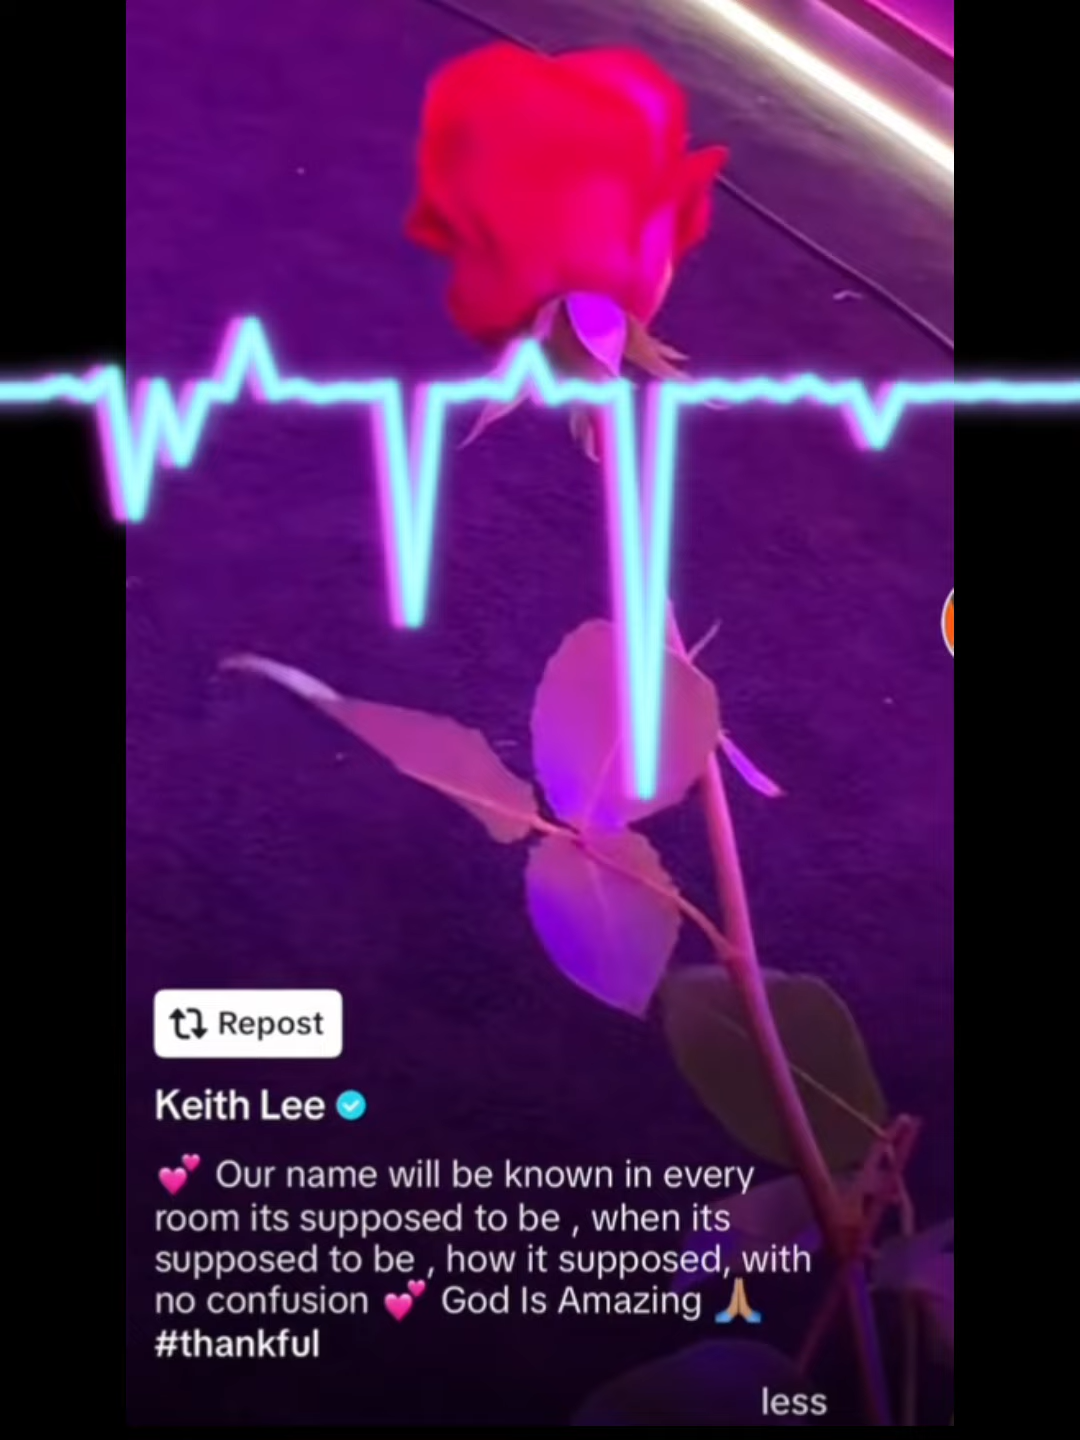 Repost
Keith Lee
💕 Our name will be known in every
room its supposed to be , when its
supposed to be , how it supposed, with
no confusion 💕 God Is Amazing 🙏🏽
#thankful
less